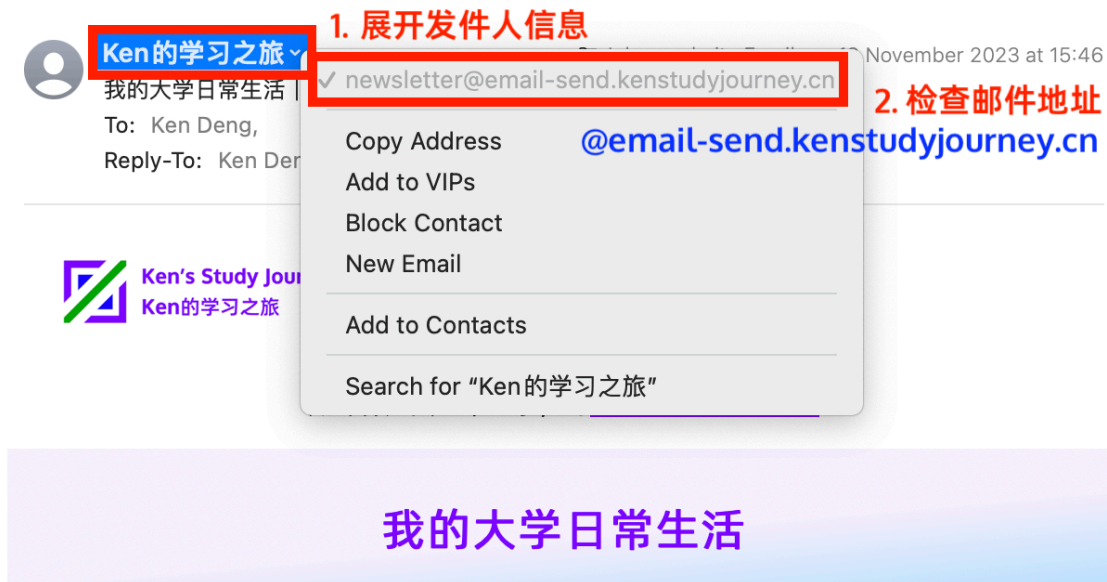 1. 展开发件人信息
Ken的学习之旅
November 2023 at 15:46
newsletter@email-send.kenstudyjourney.cn
2. 检查邮件地址
@email-send.kenstudyjourney.cn
我的大学日常生活 |
To: Ken Deng,
Reply-To: Ken
Copy Address
Add to VIPs
Block Contact
New Email
Add to Contacts
Search for “Ken的学习之旅”
Ken's Study
Ken的学习之旅
我的大学日常生活